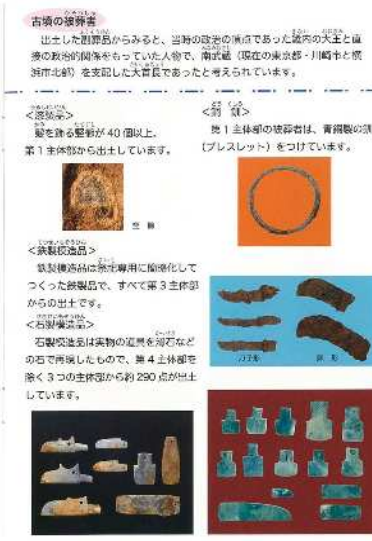 古墳の被葬者
出土した副葬品からみると、当時の政治の頂点であった畿内の大王と直
接の政治的関係をもっていた人物で、南武蔵（現在の東京都・川崎市と横
浜市北部）を支配した大首長であったと考えられています。
髪を飾る竪櫛が40個以上、
第1主体部から出土しています。
竪櫛
<銅釧>
第1主体部の被葬者は、青銅製の釧
（ブレスレット）をつけています。
<鉄製模造品>
鉄製模造品は祭祀専用に簡略化して
つくった鉄製品で、すべて第3主体部
からの出土です。
<石製模造品>
石製模造品は実物の道具を滑石など
の石で再現したもので、第4主体部を
除く3つの主体部から約290点が出土
しています。
刀子形
形